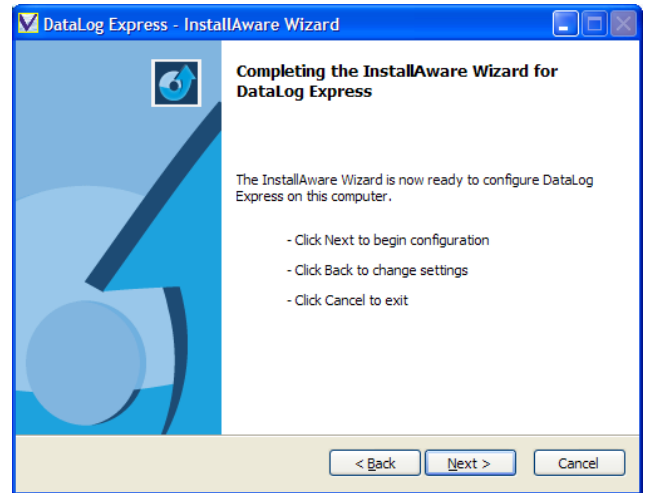 DataLog Express - InstallAware Wizard
Completing the InstallAware Wizard for
DataLog Express
The InstallAware Wizard is now ready to configure DataLog
Express on this computer.
- Click Next to begin configuration
- Click Back to change settings
- Click Cancel to exit
< Back Next > Cancel